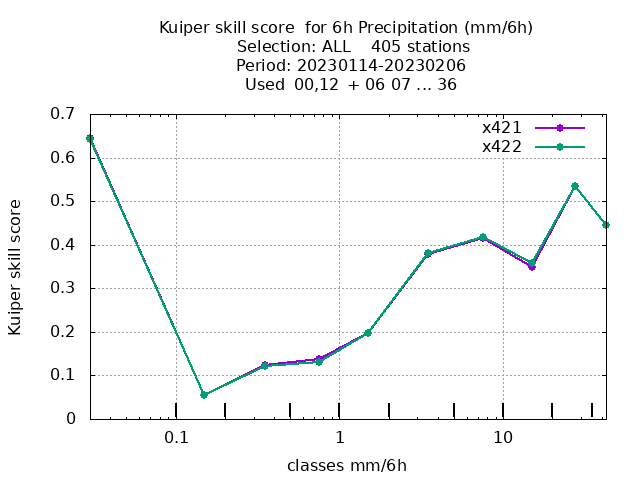 Kuiper skill score  for 6h Precipitation (mm/6h)
Selection: ALL    405 stations
Period: 20230114-20230206
Used  00,12  + 06 07 ... 36
x421
x422
0.7
0.6
0.5
0.4
0.3
0.2
0.1
0
Kuiper skill score
0.1 1 10
classes mm/6h